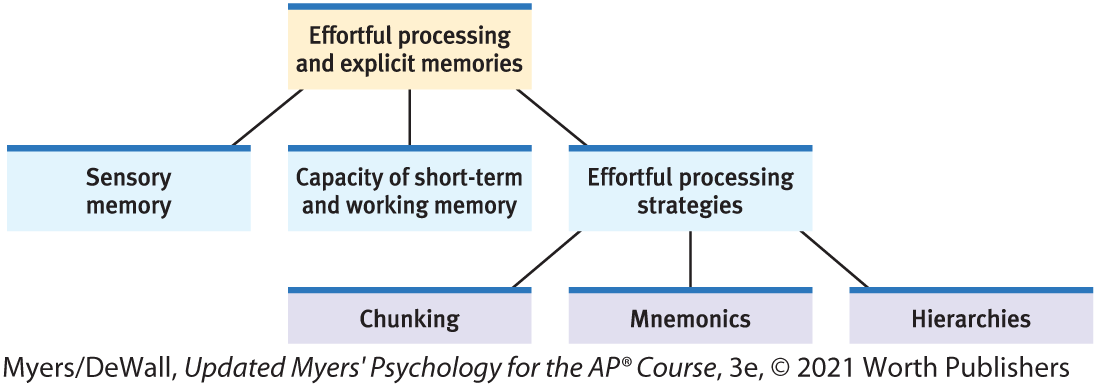 Effortful processing
and explicit memories
Sensory
memory
Capacity of short-term
and working memory
Effortful processing
strategies
Chunking
Mnemonics
Hierarchies
Myers/DeWall, Updated Myers' Psychology for the AP® Course, 3e, © 2021 Worth Publishers